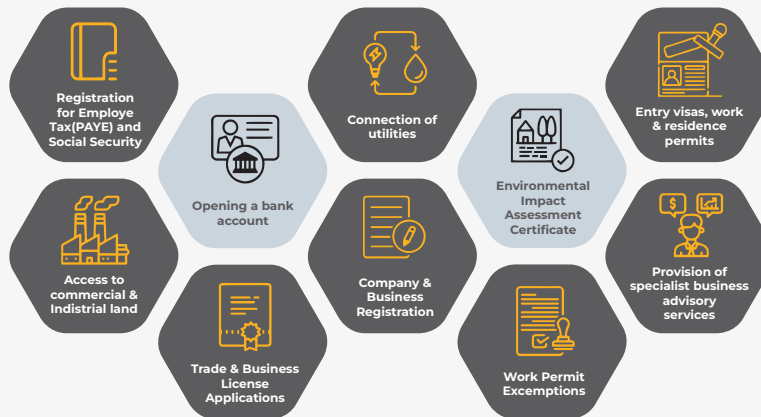 Registration
for Employe
Tax(PAYE) and
Social Security
Opening a bank
account
Connection of
utilities
Environmental
Impact
Assessment
Certificate
Entry visas, work
& residence
permits
Access to
commercial &
Indistrial land
Trade & Business
License
Applications
Company &
Business
Registration
Work Permit
Excemptions
$
Provision of
specialist business
advisory
services